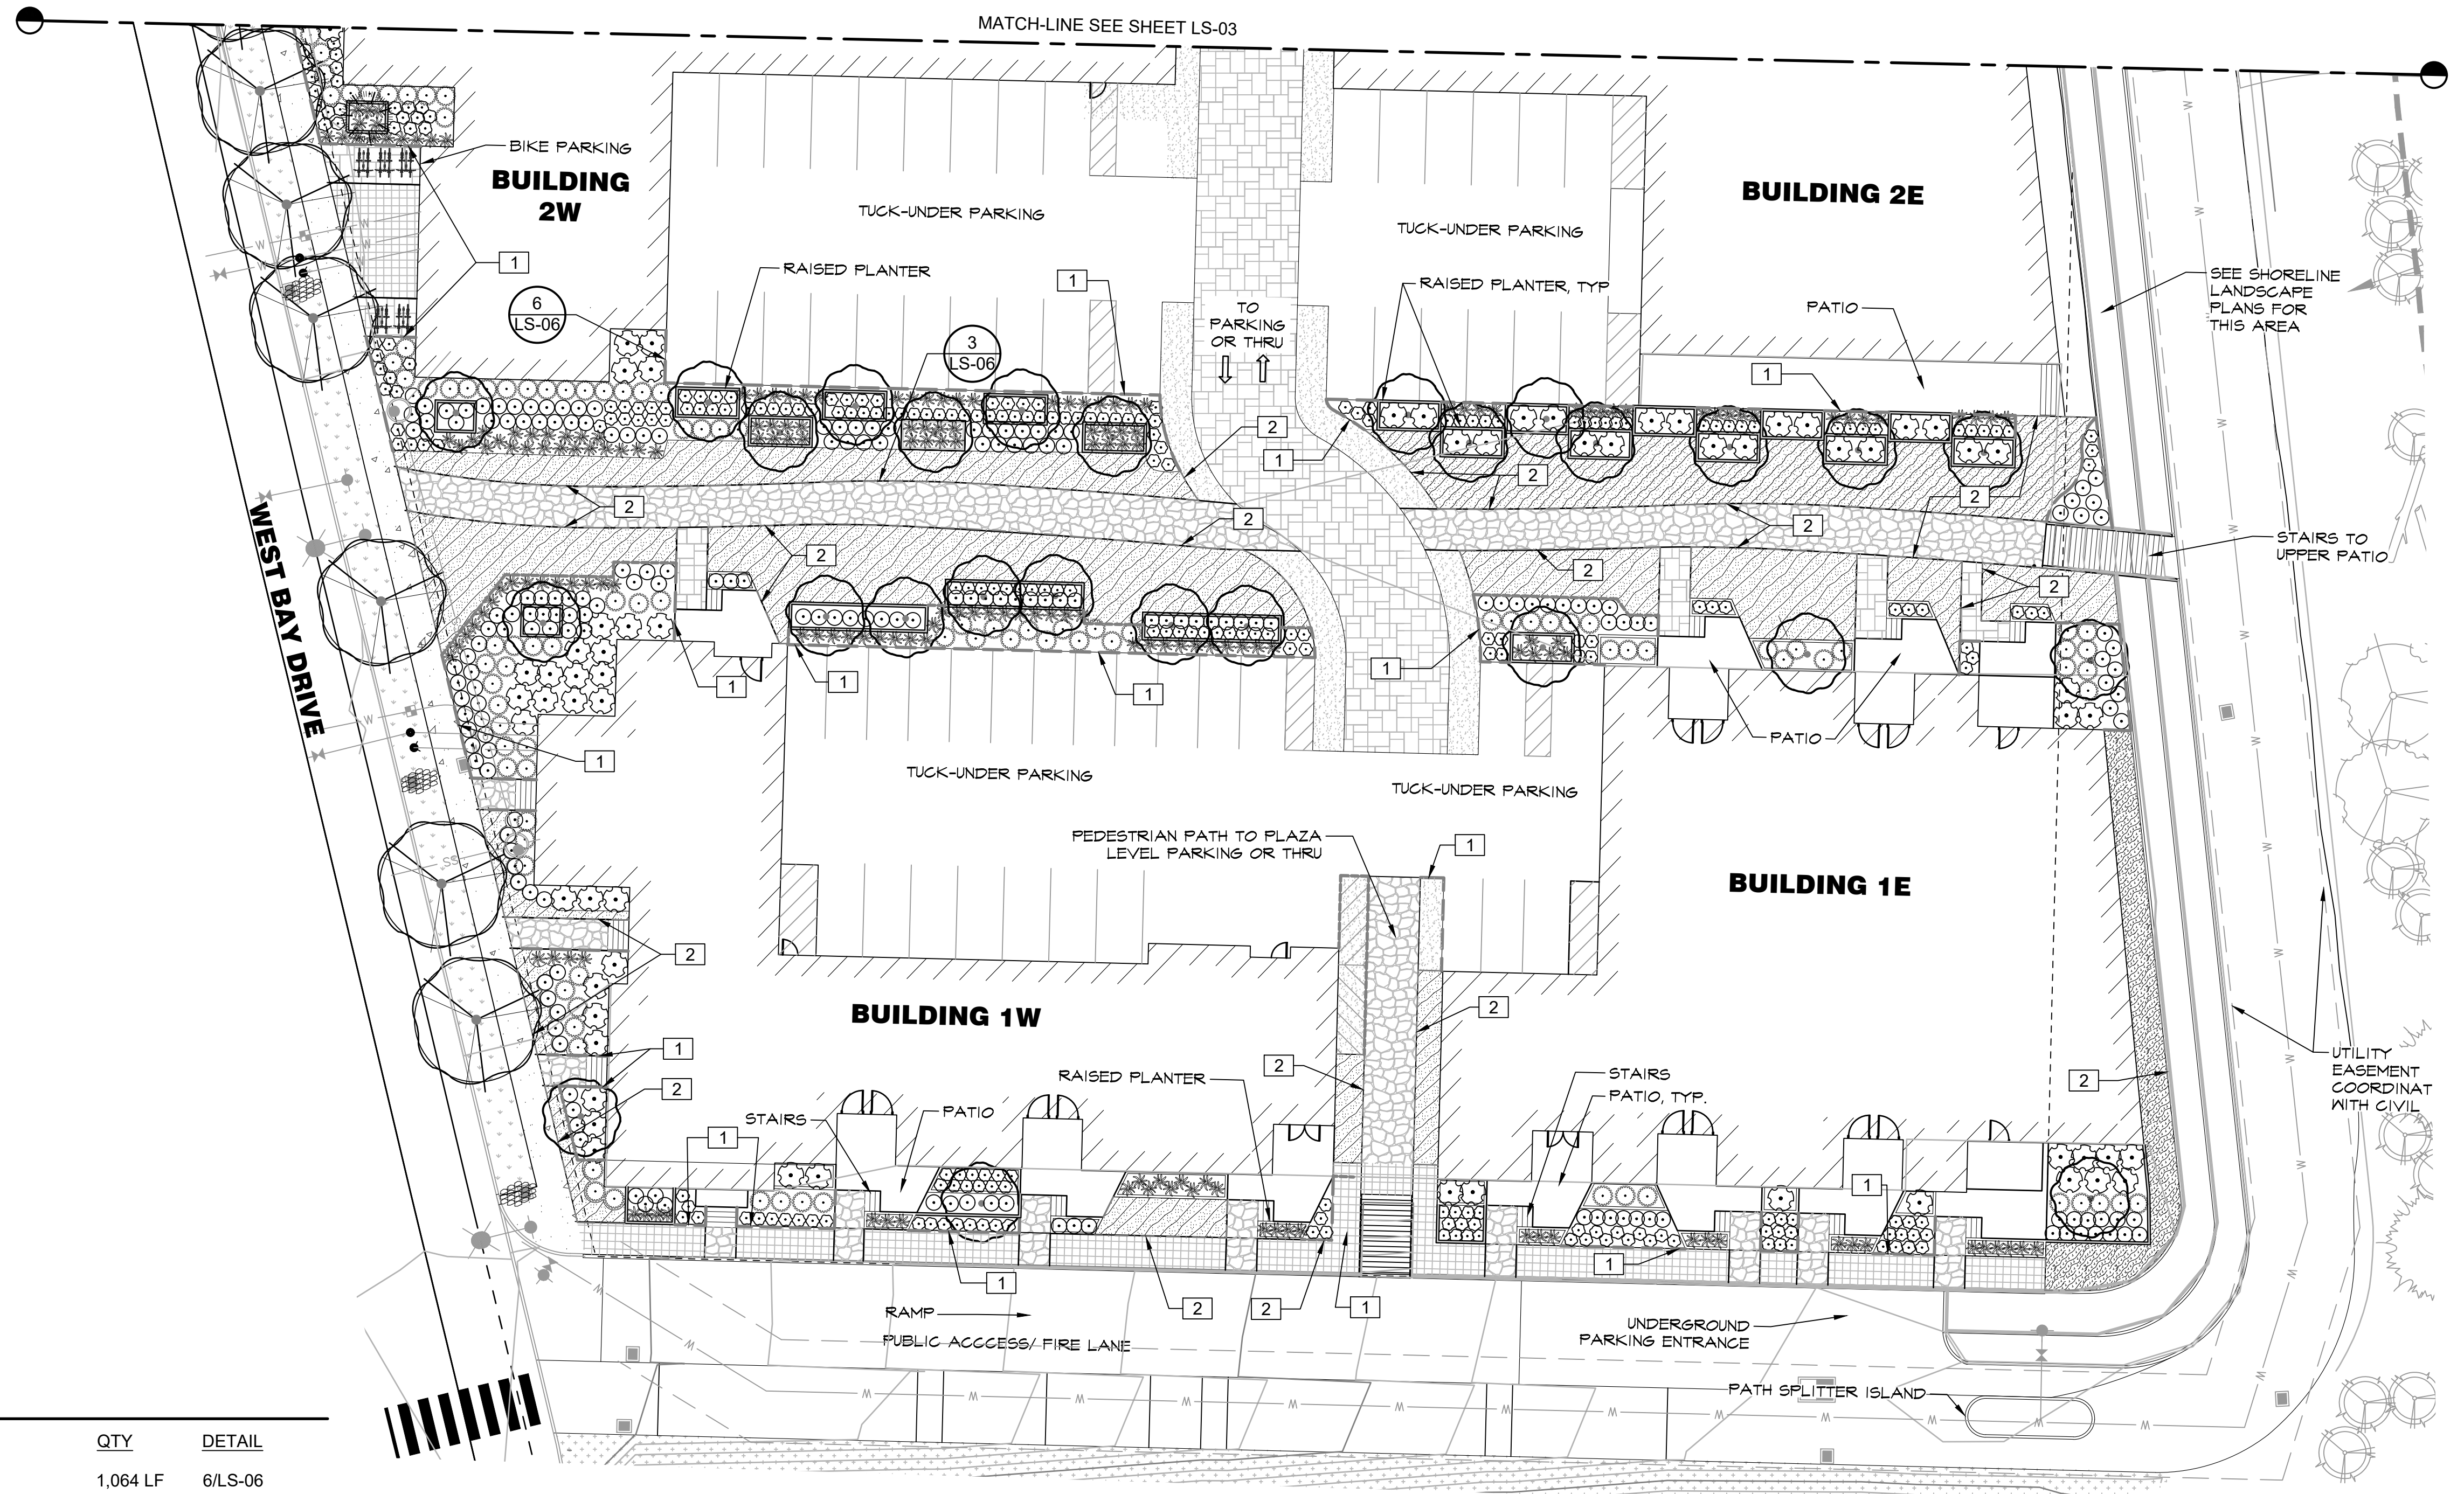 MATCH-LINE SEE SHEET LS-03
BIKE PARKING
BUILDING
2W
TUCK-UNDER PARKING
TUCK-UNDER PARKING
BUILDING 2E
1
6
LS-06
RAISED PLANTER
1
3
LS-06
TO
PARKING
OR THRU
RAISED PLANTER, TYP
PATIO
1
SEE SHORELINE
LANDSCAPE
PLANS FOR
THIS AREA
2
1
2
2
2
2
2
2
2
2
STAIRS TO
UPPER PATIO
WEST BAY DRIVE
1
1
1
1
1
PATIO
TUCK-UNDER PARKING
TUCK-UNDER PARKING
PEDESTRIAN PATH TO PLAZA
LEVEL PARKING OR THRU
1
SS
BUILDING 1E
2
BUILDING 1W
2
1
2
2
RAISED PLANTER
STAIRS
PATIO, TYP.
2
UTILITY
EASEMENT
COORDINAT
WITH CIVIL
STAIRS
PATIO
1
1
1
2
2
1
1
RAMP
PUBLIC ACCCESS/ FIRE LANE
UNDERGROUND
PARKING ENTRANCE
PATH SPLITTER ISLAND
W
W
W
W
W
W
W
W
W
W
W
W
W
QTY DETAIL
1,064 LF 6/LS-06